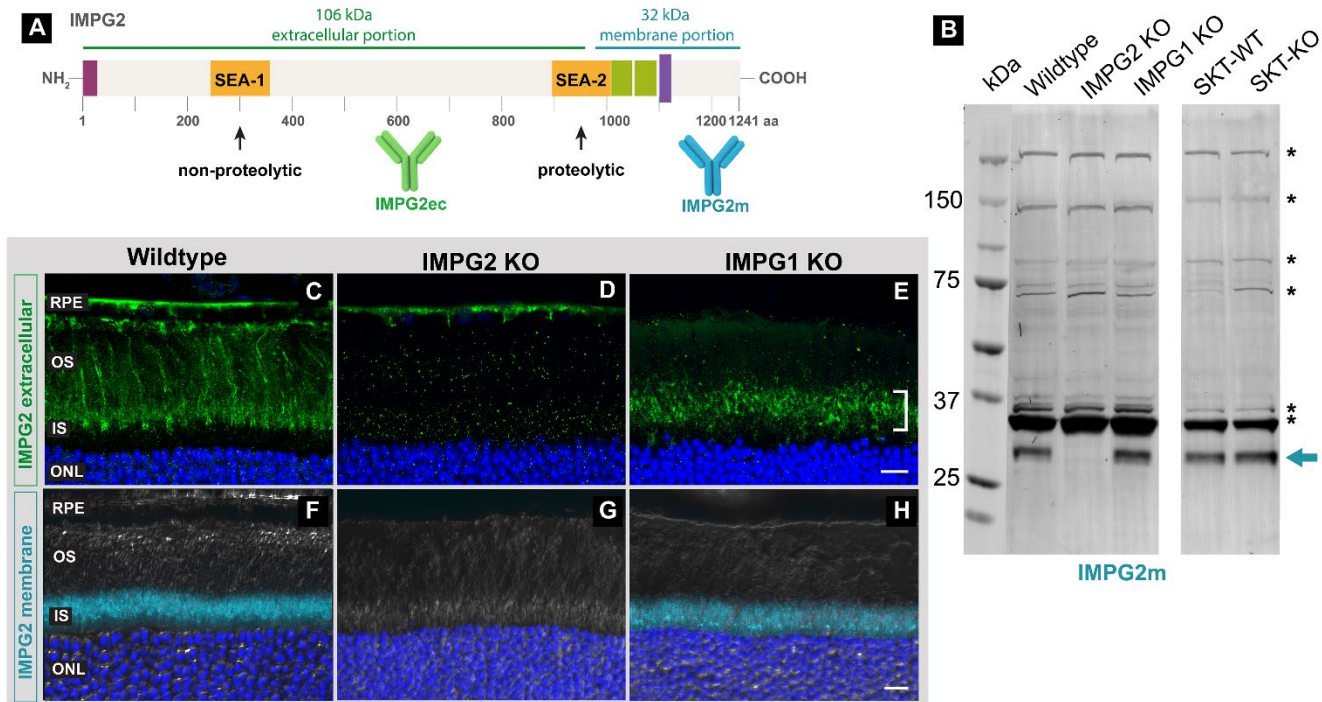 A
IMPG2
106 kDa
extracellular portion
32 kDa
membrane portion
NH2
SEA-1
SEA-2
COOH
1 200 400 600 800 1000 1200 1241 aa
non-proteolytic
proteolytic
IMPG2ec
IMPG2m
B
kDa
Wildtype
IMPG2 KO
IMPG1 KO
SKT-WT
SKT-KO
*
150
*
*
75
*
37
*
*
25
IMPG2m
Wildtype IMPG2 KO IMPG1 KO
IMPG2 extracellular
C
D
E
RPE
OS
IS
ONL
IMPG2 membrane
F
G
H
RPE
OS
IS
ONL